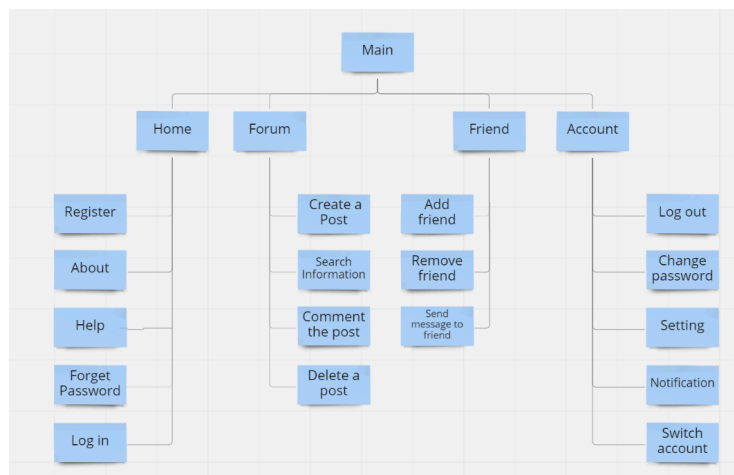 Main
Home
Forum
Friend
Account
Register
About
Help
Forget
Password
Log in
Create a
Post
Search
Information
Comment
the post
Delete a
post
Add
friend
Remove
friend
Send
message to
friend
Log out
Change
password
Setting
Notification
Switch
account